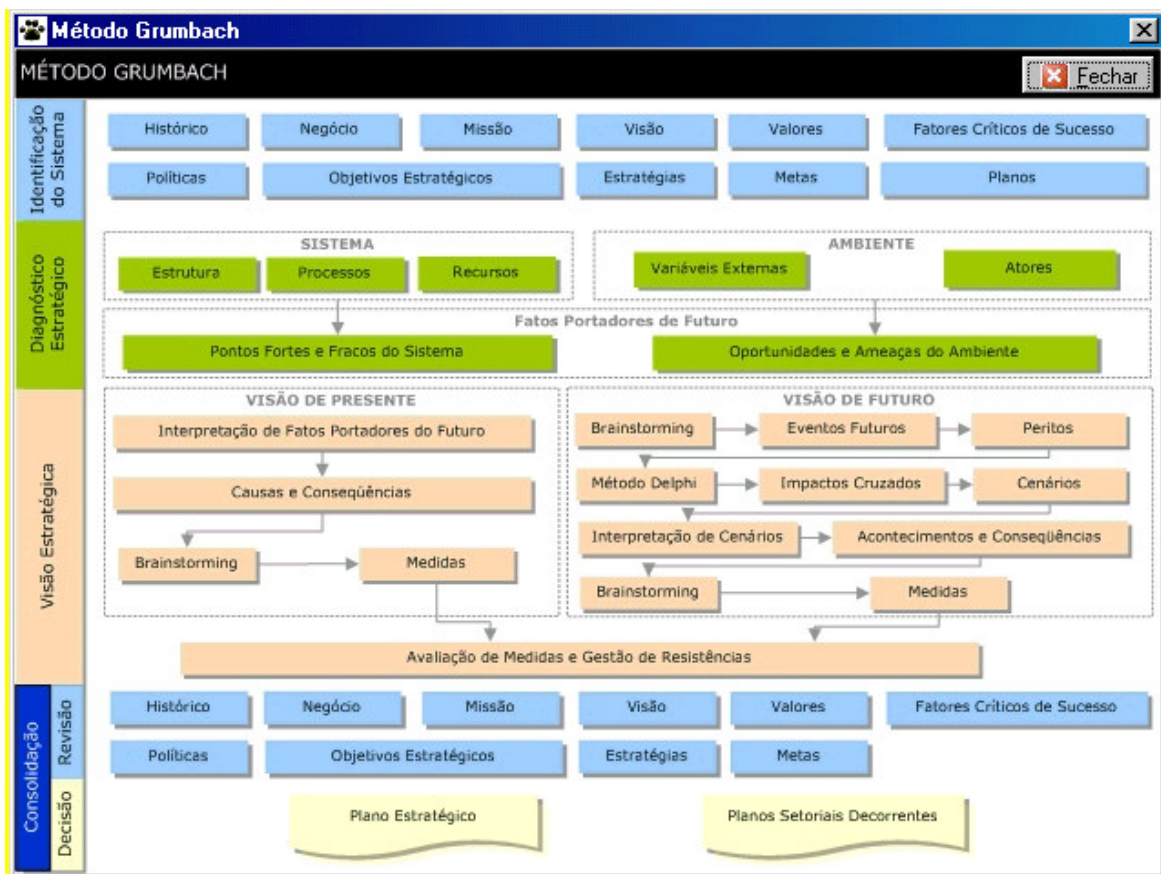 Método Grumbach
MÉTODO GRUMBACH
Fechar
Identificação
do Sistema
Histórico
Negócio
Missão
Visão
Valores
Fatores Críticos de Sucesso
Políticas
Objetivos Estratégicos
Estratégias
Metas
Planos
Diagnóstico
Estratégico
SISTEMA
Estrutura
Processos
Recursos
AMBIENTE
Variáveis Externas
Atores
Fatos Portadores de Futuro
Pontos Fortes e Fracos do Sistema
Oportunidades e Ameaças do Ambiente
Visão Estratégica
VISÃO DE PRESENTE
Interpretação de Fatos Portadores do Futuro
Causas e Conseqüências
Brainstorming
Medidas
VISÃO DE FUTURO
Brainstorming
Eventos Futuros
Peritos
Método Delphi
Impactos Cruzados
Cenários
Interpretação de Cenários
Acontecimentos e Conseqüências
Brainstorming
Medidas
Avaliação de Medidas e Gestão de Resistências
Consolidação
Revisão
Histórico
Negócio
Missão
Visão
Valores
Fatores Críticos de Sucesso
Políticas
Objetivos Estratégicos
Estratégias
Metas
Decisão
Plano Estratégico
Planos Setoriais Decorrentes